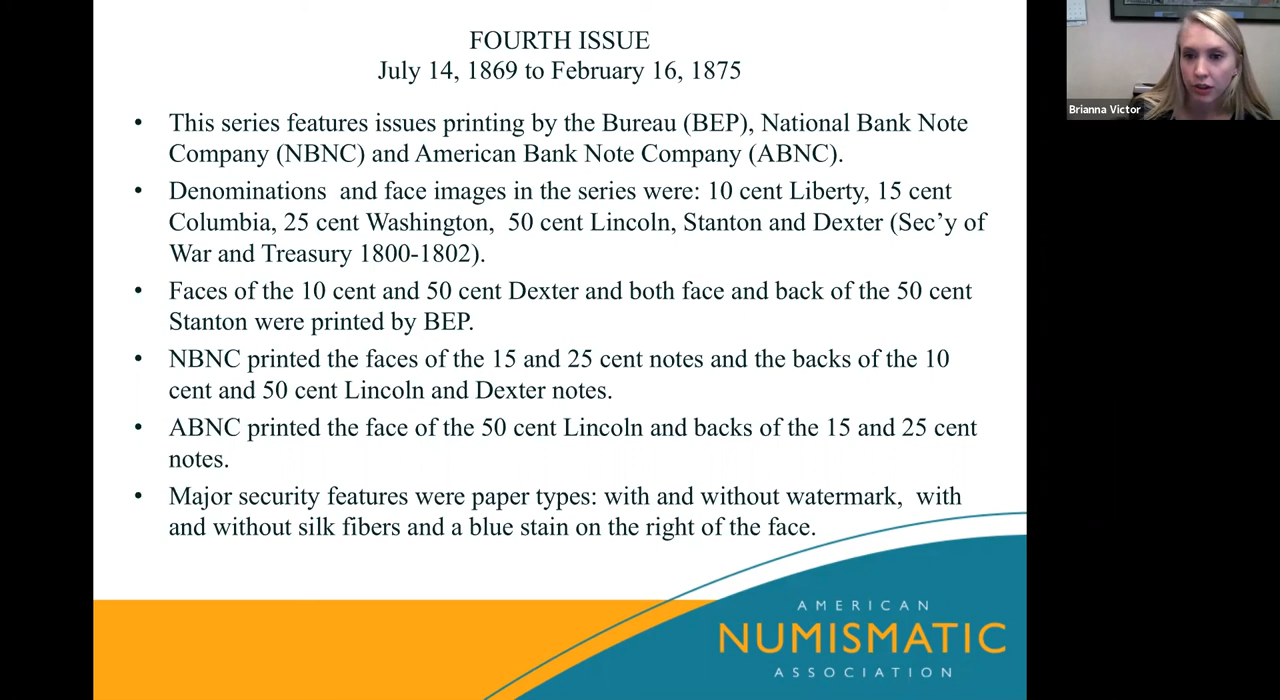 FOURTH ISSUE
July 14, 1869 to February 16, 1875
• This series features issues printing by the Bureau (BEP), National Bank Note
Company (NBNC) and American Bank Note Company (ABNC).
• Denominations  and face images in the series were: 10 cent Liberty, 15 cent
Columbia, 25 cent Washington,  50 cent Lincoln, Stanton and Dexter (Sec’y of
War and Treasury 1800-1802).
• Faces of the 10 cent and 50 cent Dexter and both face and back of the 50 cent
Stanton were printed by BEP.
• NBNC printed the faces of the 15 and 25 cent notes and the backs of the 10
cent and 50 cent Lincoln and Dexter notes.
• ABNC printed the face of the 50 cent Lincoln and backs of the 15 and 25 cent
notes.
• Major security features were paper types: with and without watermark,  with
and without silk fibers and a blue stain on the right of the face.
AMERICAN
NUMISMATIC
ASSOCIATION
Brianna Victor